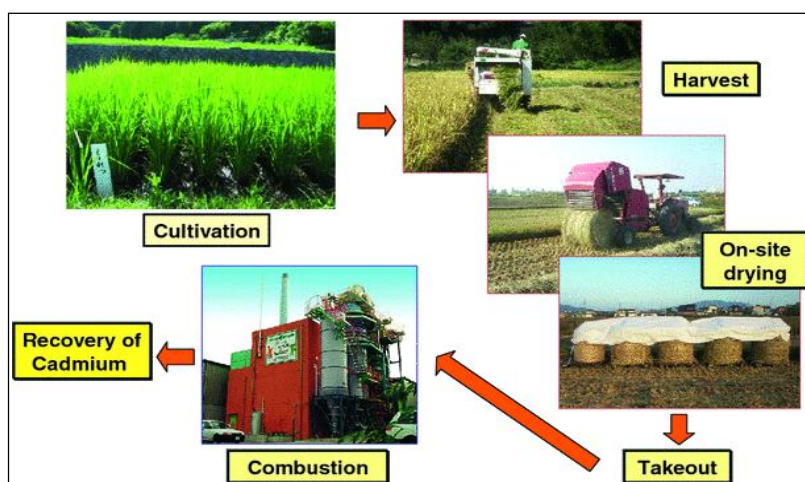 Cultivation
Harvest
On-site
drying
Takeout
Combustion
Recovery of
Cadmium